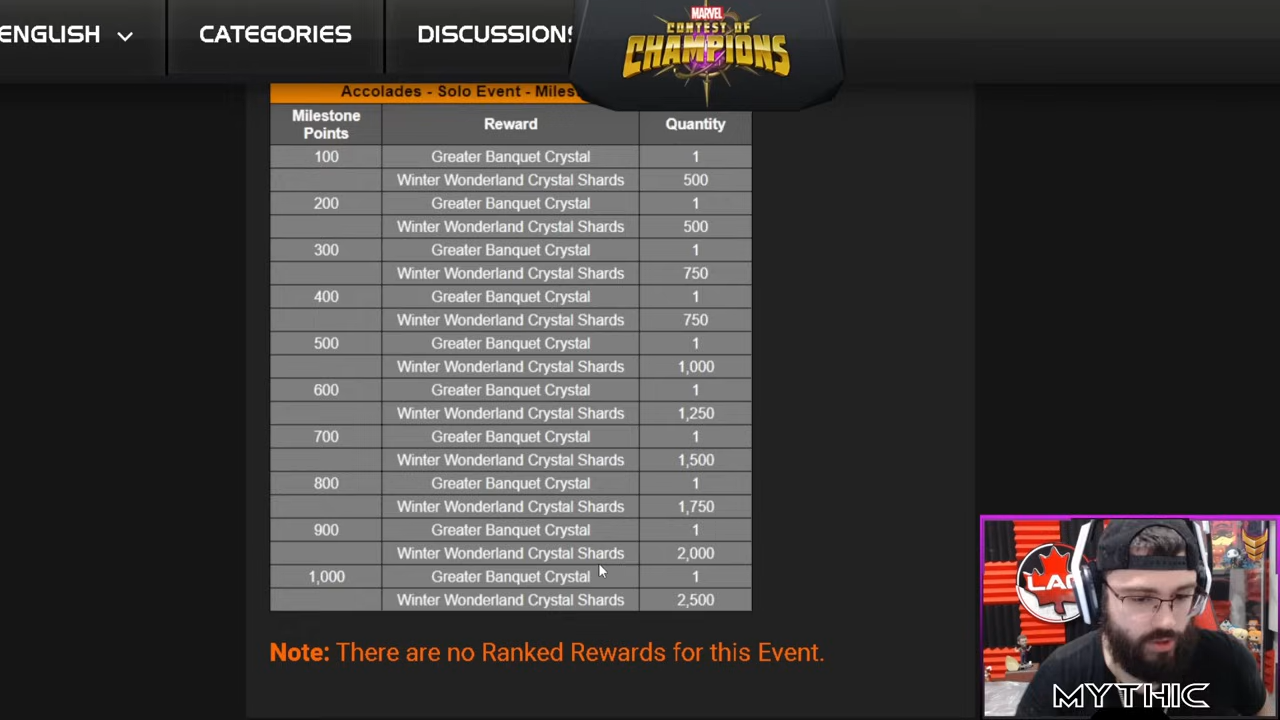 ENGLISH CATEGORIES DISCUSSIONS
MARVEL
CONTEST OF
CHAMPIONS
Accolades - Solo Event - Miles
Milestone Points Reward Quantity
100 Greater Banquet Crystal 1
Winter Wonderland Crystal Shards 500
200 Greater Banquet Crystal 1
Winter Wonderland Crystal Shards 500
300 Greater Banquet Crystal 1
Winter Wonderland Crystal Shards 750
400 Greater Banquet Crystal 1
Winter Wonderland Crystal Shards 750
500 Greater Banquet Crystal 1
Winter Wonderland Crystal Shards 1,000
600 Greater Banquet Crystal 1
Winter Wonderland Crystal Shards 1,250
700 Greater Banquet Crystal 1
Winter Wonderland Crystal Shards 1,500
800 Greater Banquet Crystal 1
Winter Wonderland Crystal Shards 1,750
900 Greater Banquet Crystal 1
Winter Wonderland Crystal Shards 2,000
1,000 Greater Banquet Crystal 1
Winter Wonderland Crystal Shards 2,500
Note: There are no Ranked Rewards for this Event.
LAG
MYTHIC